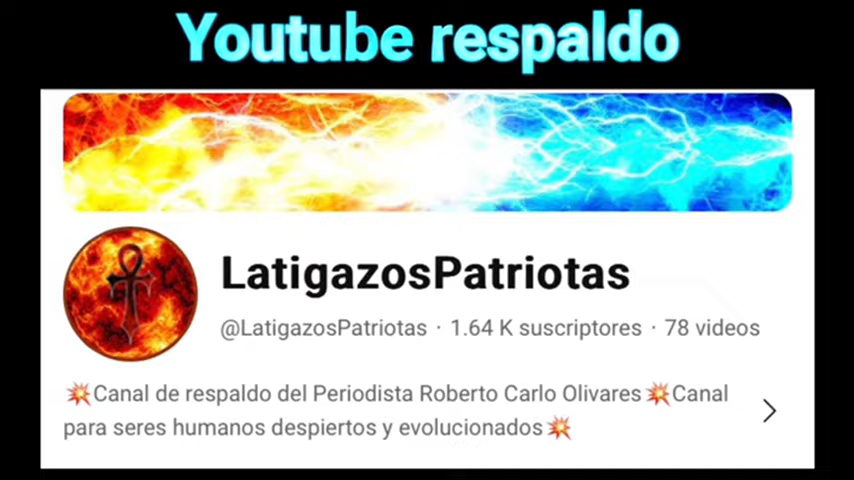 Youtube respaldo
LatigazosPatriotas
@LatigazosPatriotas · 1.64 K suscriptores · 78 videos
💥Canal de respaldo del Periodista Roberto Carlo Olivares💥Canal
para seres humanos despiertos y evolucionados💥